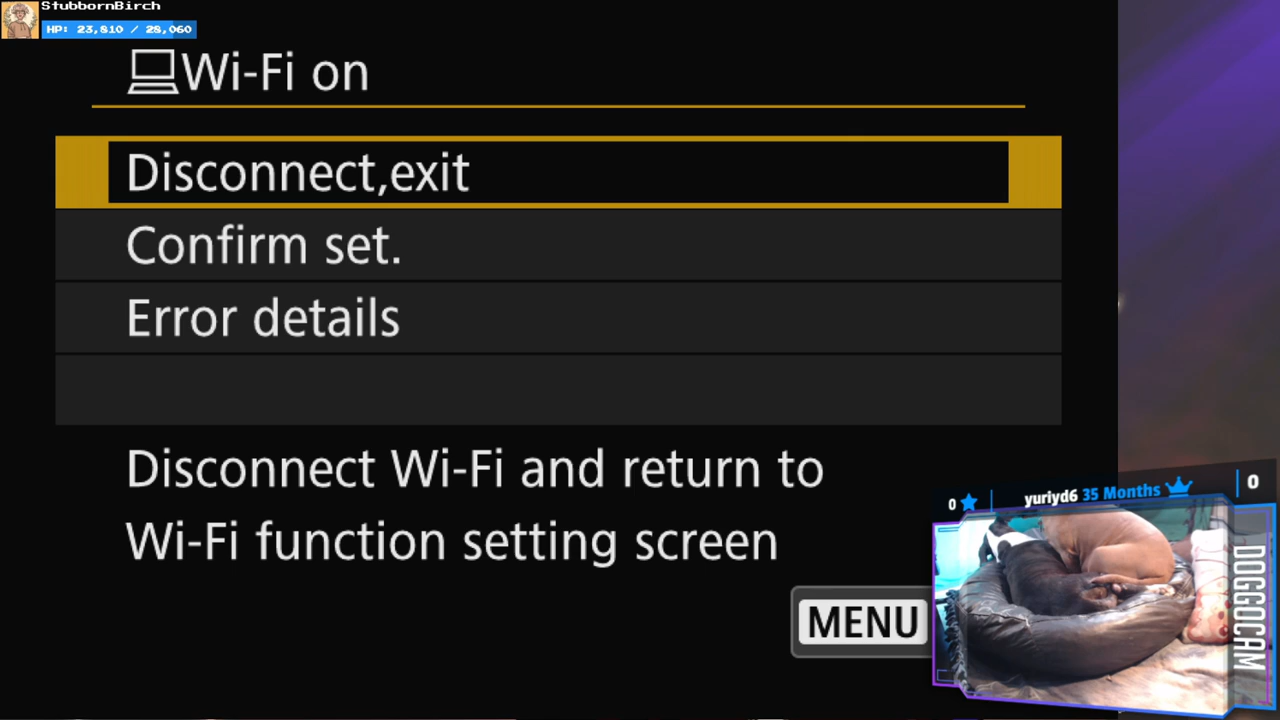 StubbornBirch
HP: 23,810 / 28,060
Wi-Fi on
Disconnect,exit
Confirm set.
Error details
Disconnect Wi-Fi and return to
Wi-Fi function setting screen
MENU
0 yuriyd6 35 Months 0
DOGGOCAM